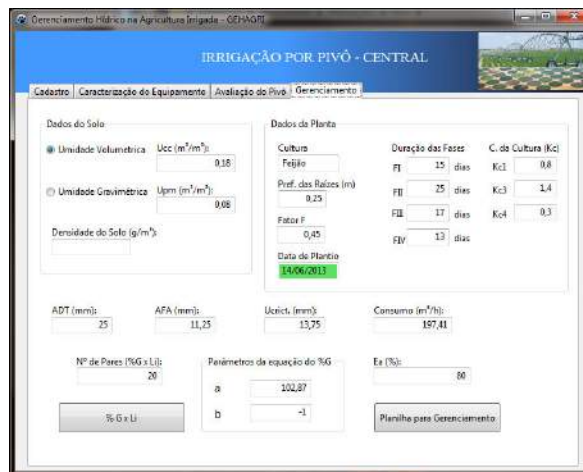 Gerenciamento Hídrico na Agricultura Irrigada - GEHAGRI
IRRIGAÇÃO POR PIVÔ - CENTRAL
Cadastro Caracterização do Equipamento Avaliação do Pivô Gerenciamento
Dados do Solo
Umidade Volumetrica Ucc (m³/m³):
0,18
Umidade Gravimétrica Upm (m³/m³):
0,08
Densidade do Solo (g/m³):
Dados da Planta
Cultura
Feijão
Prof. das Raízes (m)
0,25
Fator F
0,45
Data de Plantio
14/06/2013
Duração das Fases
FI 15 dias
FII 25 dias
FIII 17 dias
FIV 13 dias
C. da Cultura (Kc)
Kc1 0,8
Kc3 1,4
Kc4 0,3
ADT (mm): AFA (mm): Ucrict. (mm): Consumo (m³/h):
25 11,25 13,75 197,41
Nº de Pares (%G x Li):
20
% G x Li
Parâmetros da equação do %G
a 102,87
b -1
Ea (%):
80
Planilha para Gerenciamento